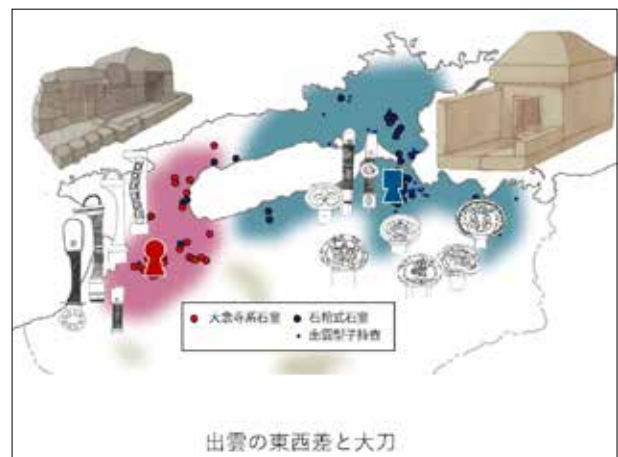 ● 大念寺系石室 ● 石棺式石室
• 出雲型子持壺
出雲の東西差と大刀